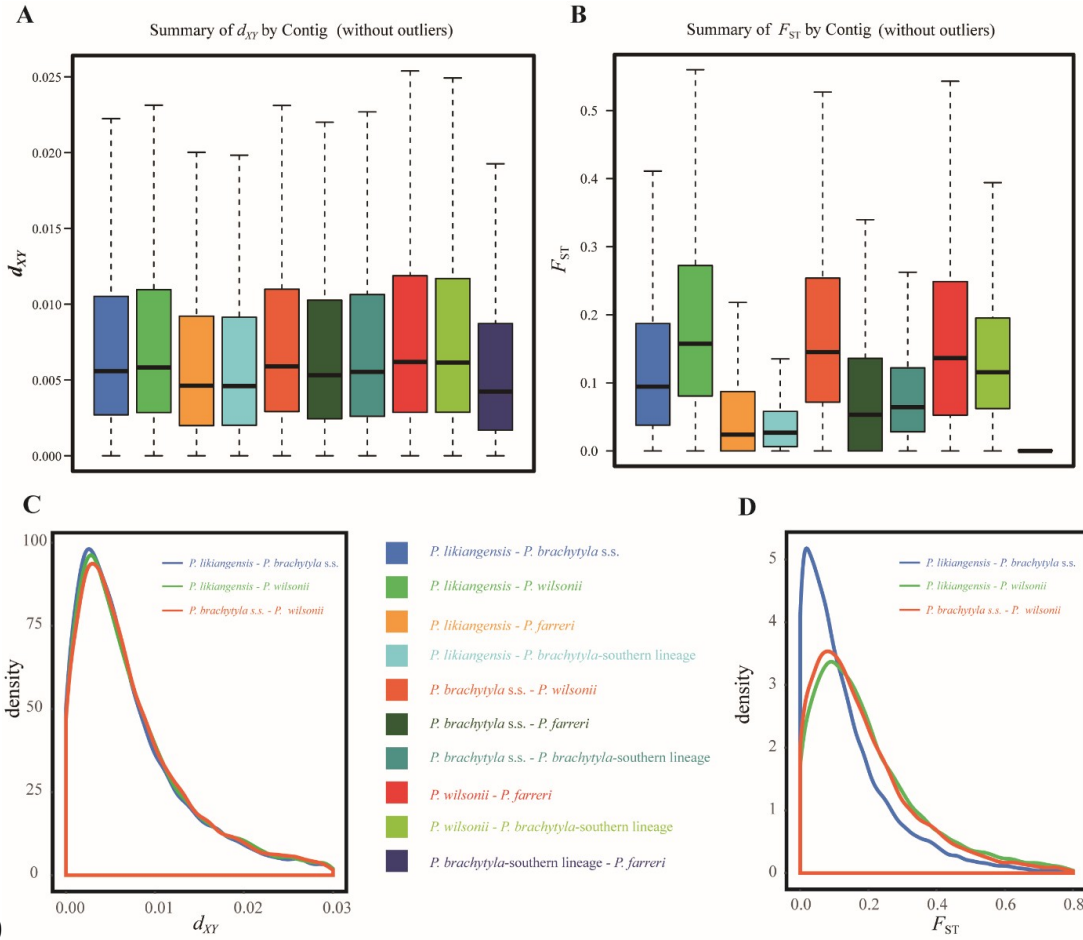 A
Summary of dXY by Contig (without outliers)
dXY
0.025
0.020
0.015
0.010
0.005
0.000
B
Summary of FST by Contig (without outliers)
FST
0.5
0.4
0.3
0.2
0.1
0.0
C
density
100
75
50
25
0
P. likiangensis - P. brachytyla s.s.
P. likiangensis - P. wilsonii
P. brachytyla s.s. - P. wilsonii
0.00 0.01 0.02 0.03
dXY
P. likiangensis - P. brachytyla s.s.
P. likiangensis - P. wilsonii
P. likiangensis - P. farreri
P. likiangensis - P. brachytyla-southern lineage
P. brachytyla s.s. - P. wilsonii
P. brachytyla s.s. - P. farreri
P. brachytyla s.s. - P. brachytyla-southern lineage
P. wilsonii - P. farreri
P. wilsonii - P. brachytyla-southern lineage
P. brachytyla-southern lineage - P. farreri
D
density
5
4
3
2
1
0
P. likiangensis - P. brachytyla s.s.
P. likiangensis - P. wilsonii
P. brachytyla s.s. - P. wilsonii
0.0 0.2 0.4 0.6 0.8
FST
)